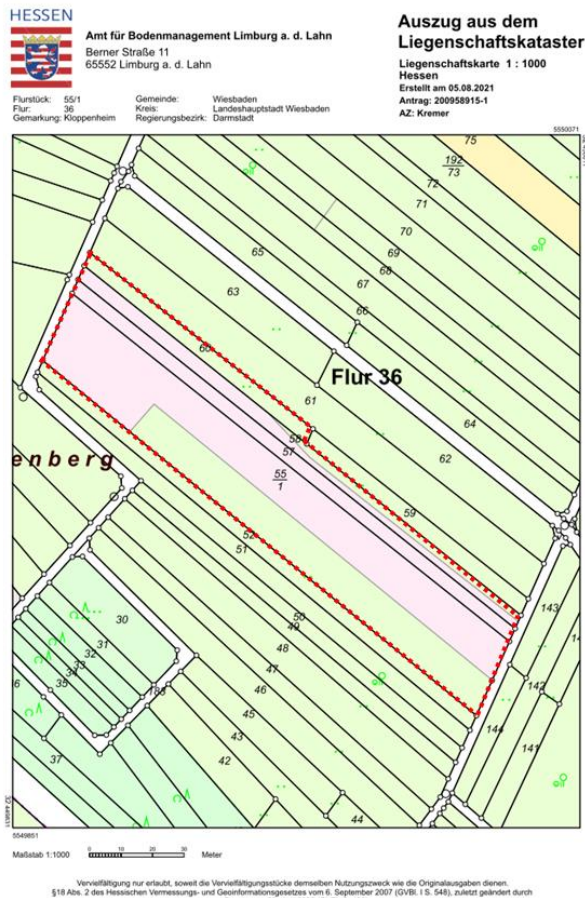 HESSEN
Amt für Bodenmanagement Limburg a. d. Lahn
Berner Straße 11
65552 Limburg a. d. Lahn
Auszug aus dem
Liegenschaftskataster
Liegenschaftskarte 1 : 1000
Hessen
Erstellt am 05.08.2021
Antrag: 200958915-1
AZ: Kremer
Flurstück: 55/1 Gemeinde: Wiesbaden
Flur: 36 Kreis: Landeshauptstadt Wiesbaden
Gemarkung: Kloppenheim Regierungsbezirk: Darmstadt
5550071
75
192
73
72
71
70
69
65
68
67
63
66
60
Flur 36
61
64
58
57
62
enberg
55
1
59
52
51
50
49
48
47
46
45
43
42
30
31
32
33
34
35
37
143
142
144
141
44
5549851
Maßstab 1:1000 0 10 20 30 Meter
Vervielfältigung nur erlaubt, soweit die Vervielfältigungsstücke demselben Nutzungszweck wie die Originalausgaben dienen.
§18 Abs. 2 des Hessischen Vermessungs- und Geoinformationsgesetzes vom 6. September 2007 (GVBl. I S. 548), zuletzt geändert durch